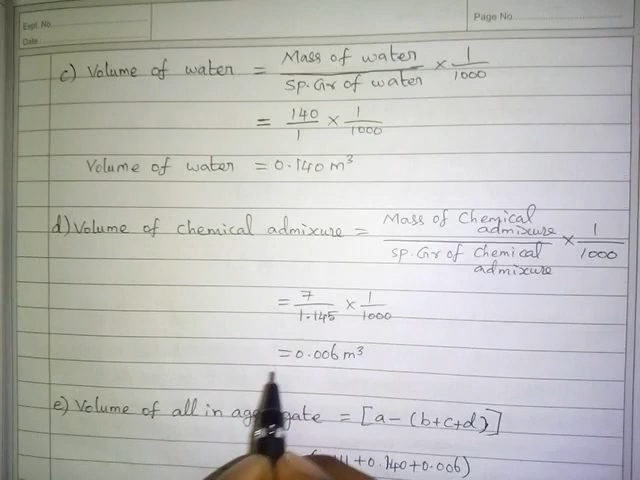 Expt. No
Page No
Date
c) Volume of water = Mass of water / Sp.Gr of water × 1/1000
= 140/1 × 1/1000
Volume of water = 0.140 m³
d) Volume of chemical admixure = Mass of Chemical admixure / Sp.Gr of Chemical admixure × 1/1000
= 7/1.145 × 1/1000
= 0.006 m³
e) Volume of all in aggregate = [a-(b+c+d)]
+0.140+0.006)